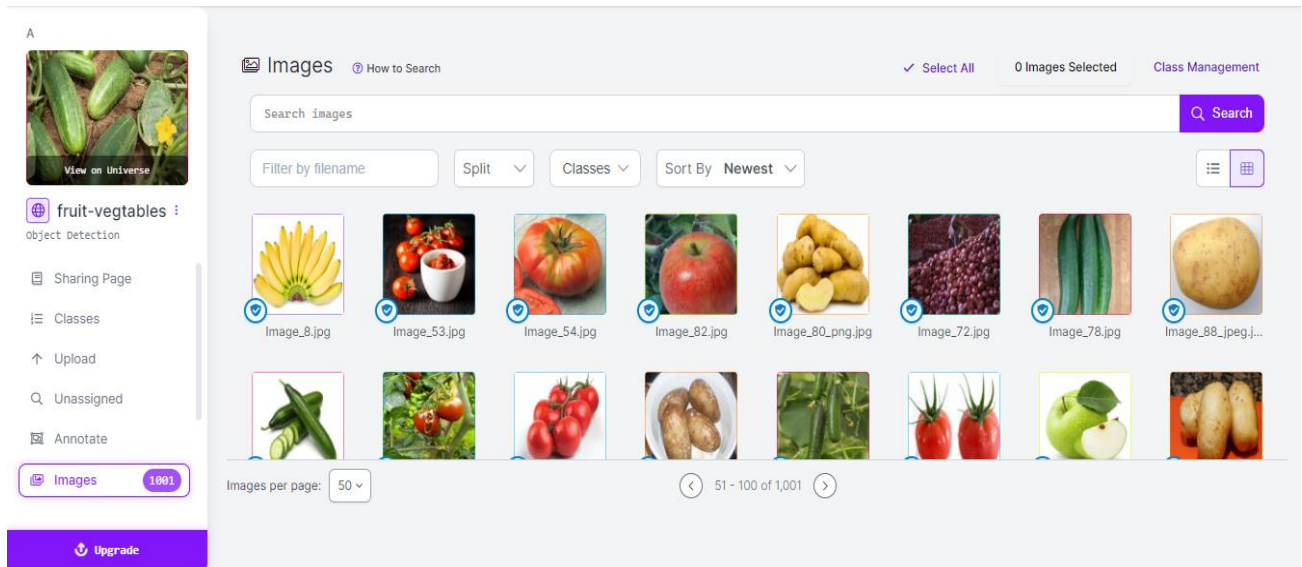 A
View on Universe
fruit-vegtables
Object Detection
Sharing Page
Classes
Upload
Unassigned
Annotate
Images 1001
Upgrade
Images How to Search Select All 0 Images Selected Class Management
Search images Search
Filter by filename Split Classes Sort By Newest
Image_8.jpg Image_53.jpg Image_54.jpg Image_82.jpg Image_80_png.jpg Image_72.jpg Image_78.jpg Image_88_jpeg.j...
Images per page: 50 51 - 100 of 1,001